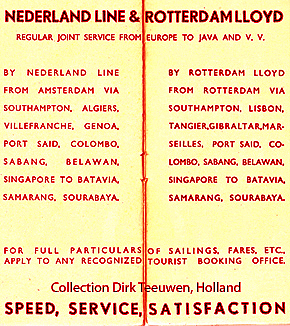 NEDERLAND LINE & ROTTERDAM LLOYD
REGULAR JOINT SERVICE FROM EUROPE TO JAVA AND V. V.
BY NEDERLAND LINE
FROM AMSTERDAM VIA
SOUTHAMPTON, ALGIERS,
VILLEFRANCHE, GENOA,
PORT SAID, COLOMBO,
SABANG, BELAWAN,
SINGAPORE TO BATAVIA,
SAMARANG, SOURABAYA.
BY ROTTERDAM LLOYD
FROM ROTTERDAM VIA
SOUTHAMPTON, LISBON,
TANGIER,GIBRALTAR,MAR-
SEILLES, PORT SAID, CO-
LOMBO, SABANG, BELAWAN,
SINGAPORE TO BATAVIA,
SAMARANG, SOURABAYA.
FOR FULL PARTICULARS OF SAILINGS, FARES, ETC.,
APPLY TO ANY RECOGNIZED TOURIST BOOKING OFFICE.
Collection Dirk Teeuwen, Holland
SPEED, SERVICE, SATISFACTION